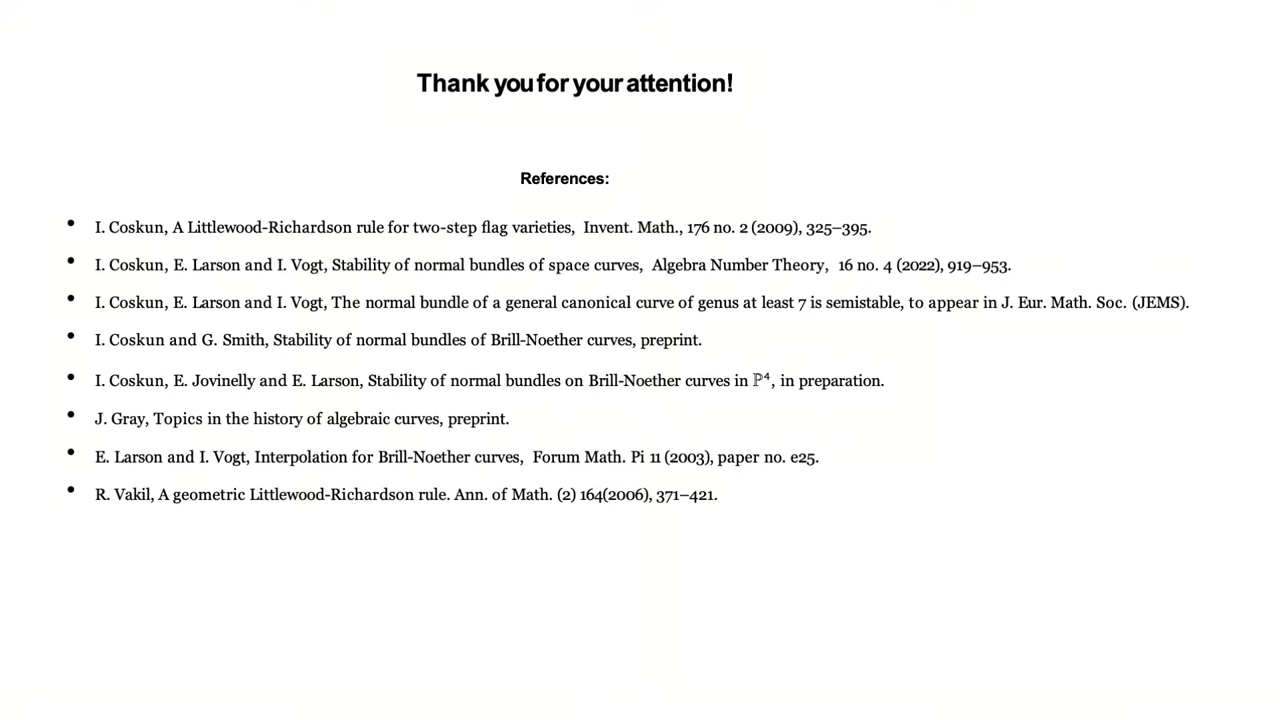 Thank you for your attention!
References:
• I. Coskun, A Littlewood-Richardson rule for two-step flag varieties, Invent. Math., 176 no. 2 (2009), 325–395.
• I. Coskun, E. Larson and I. Vogt, Stability of normal bundles of space curves, Algebra Number Theory, 16 no. 4 (2022), 919–953.
• I. Coskun, E. Larson and I. Vogt, The normal bundle of a general canonical curve of genus at least 7 is semistable, to appear in J. Eur. Math. Soc. (JEMS).
• I. Coskun and G. Smith, Stability of normal bundles of Brill-Noether curves, preprint.
• I. Coskun, E. Jovinelly and E. Larson, Stability of normal bundles on Brill-Noether curves in ℙ⁴, in preparation.
• J. Gray, Topics in the history of algebraic curves, preprint.
• E. Larson and I. Vogt, Interpolation for Brill-Noether curves, Forum Math. Pi 11 (2003), paper no. e25.
• R. Vakil, A geometric Littlewood-Richardson rule. Ann. of Math. (2) 164(2006), 371–421.